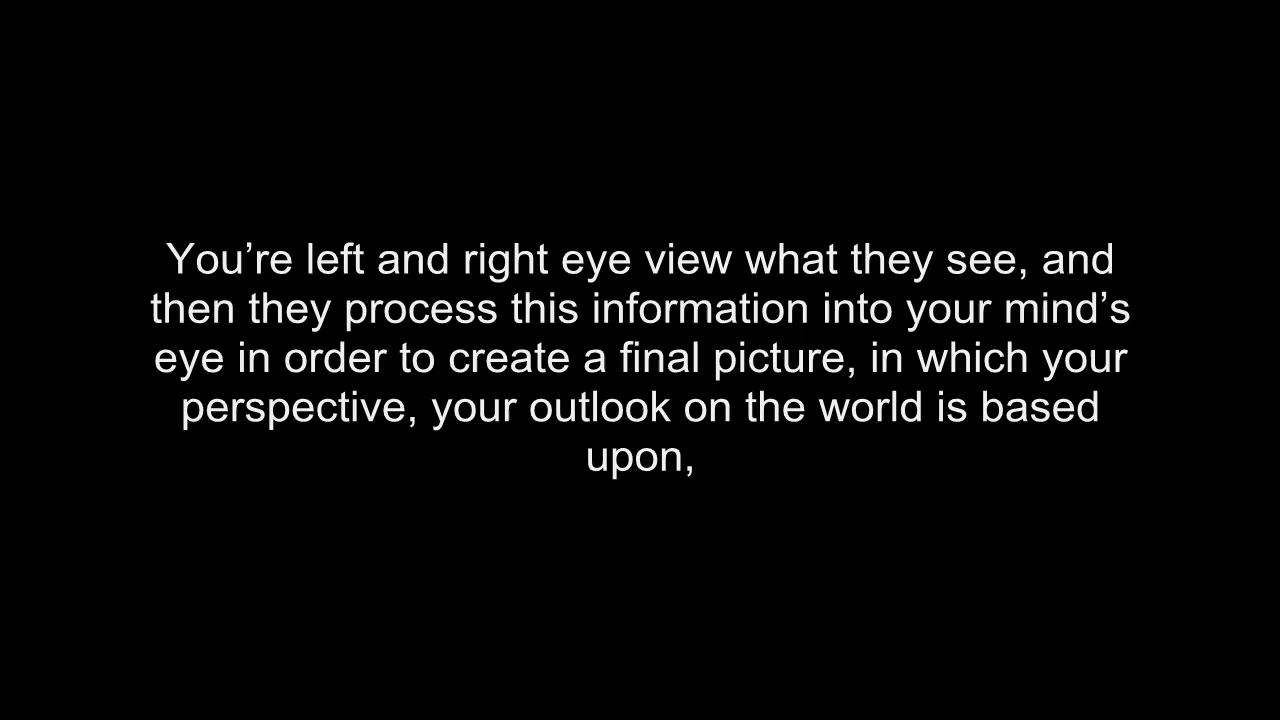 You’re left and right eye view what they see, and
then they process this information into your mind’s
eye in order to create a final picture, in which your
perspective, your outlook on the world is based
upon,